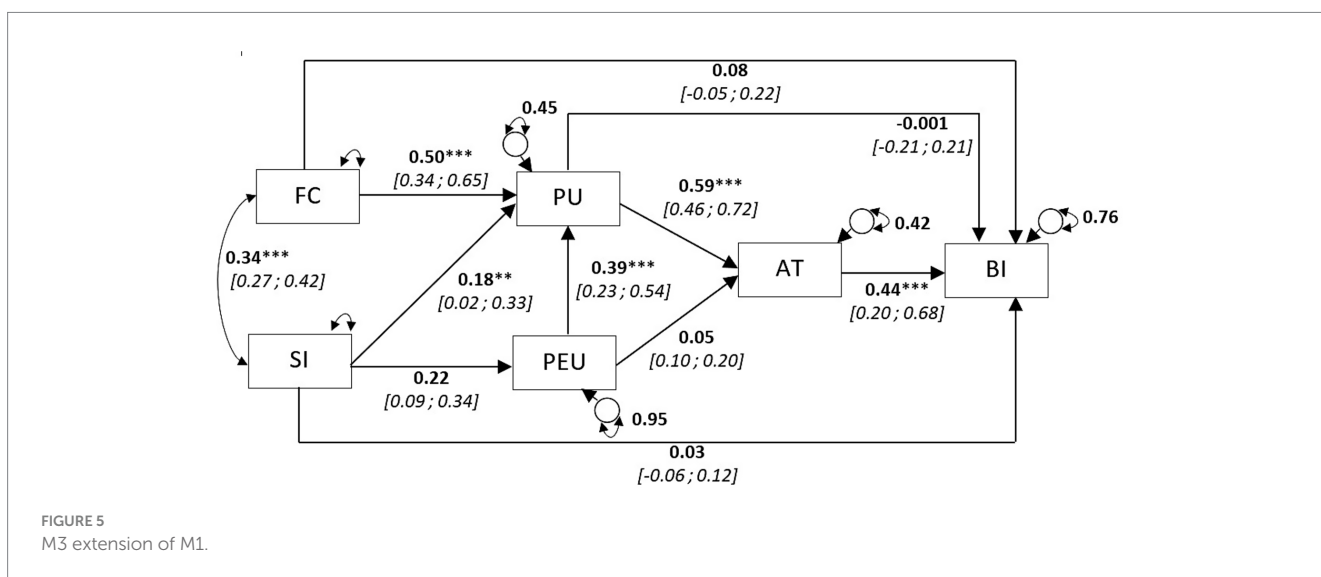 0.08
[-0.05 ; 0.22]
0.45
-0.001
[-0.21 ; 0.21]
0.50***
[0.34 ; 0.65]
FC
PU
0.59***
[0.46 ; 0.72]
0.42
0.76
0.34***
[0.27 ; 0.42]
0.18**
[0.02 ; 0.33]
0.39***
[0.23 ; 0.54]
AT
BI
0.44***
[0.20 ; 0.68]
SI
PEU
0.05
[0.10 ; 0.20]
0.22
[0.09 ; 0.34]
0.95
0.03
[-0.06 ; 0.12]
FIGURE 5
M3 extension of M1.